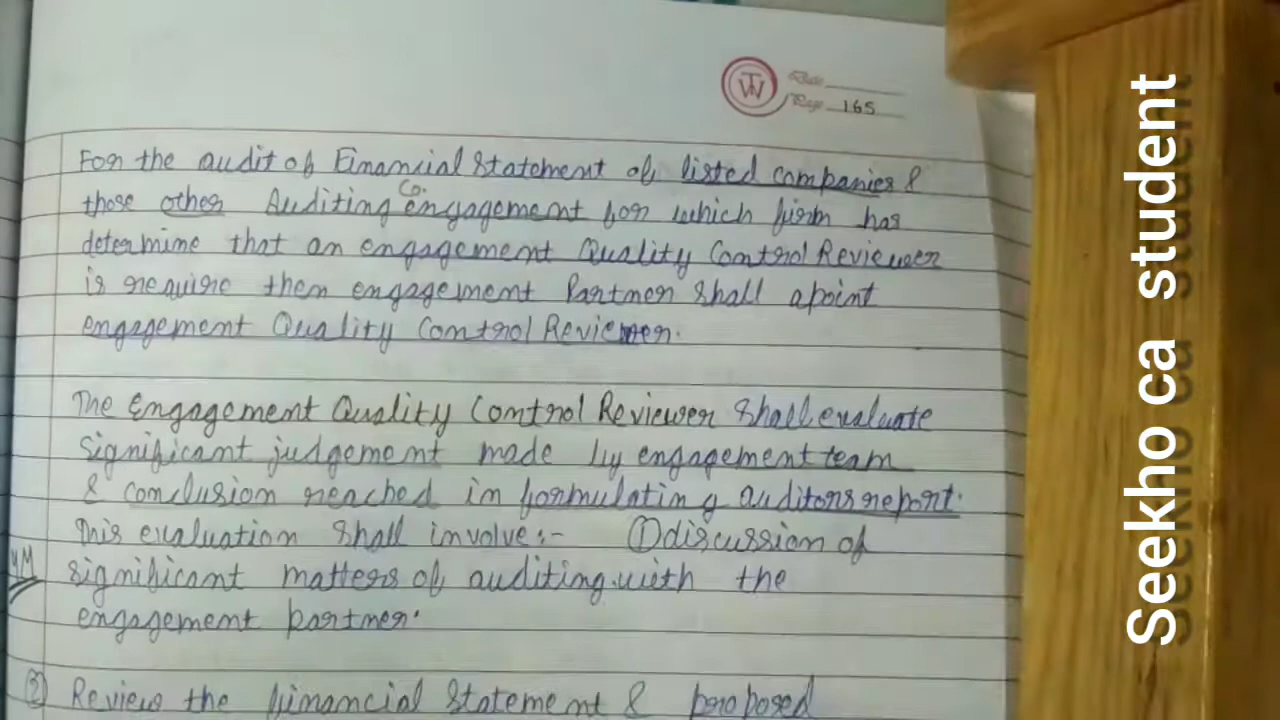 Date
Page 165
For the audit of Financial Statement of listed companies &
those other Auditing Co. engagement for which firm has
determine that an engagement Quality Control Reviewer
is require then engagement Partner Shall apoint
engagement Quality Control Reviewer.
The Engagement Quality Control Reviewer Shall evaluate
Significant judgement made by engagement team
& conclusion reached in formulating auditors report.
This evaluation Shall involve:- ① discussion of
4M
significant matters of auditing with the
engagement partner.
② Review the financial Statement & proposed
Seekho ca student